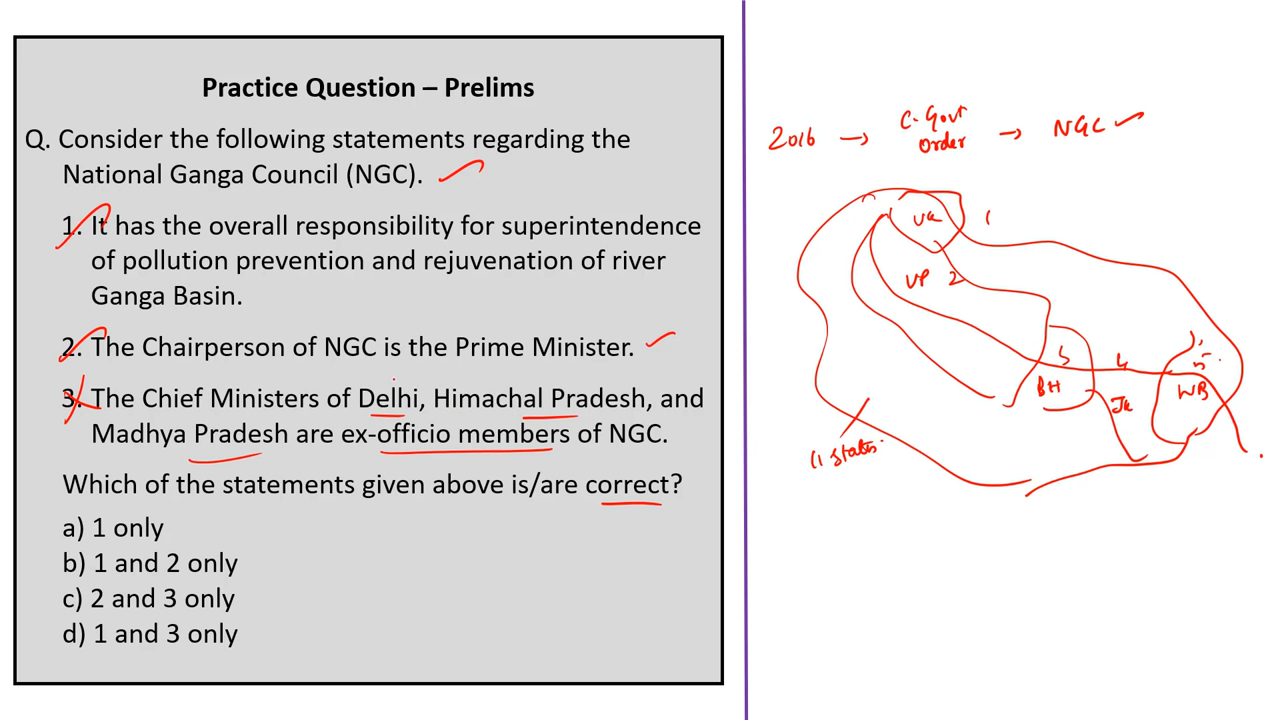 Practice Question – Prelims
Q. Consider the following statements regarding the
National Ganga Council (NGC).
1. It has the overall responsibility for superintendence
of pollution prevention and rejuvenation of river
Ganga Basin.
2. The Chairperson of NGC is the Prime Minister.
3. The Chief Ministers of Delhi, Himachal Pradesh, and
Madhya Pradesh are ex-officio members of NGC.
Which of the statements given above is/are correct?
a) 1 only
b) 1 and 2 only
c) 2 and 3 only
d) 1 and 3 only
2016 → C. Govt
Order → NGC
UK 1
UP 2
BH
4
Jh
5
WB
11 states